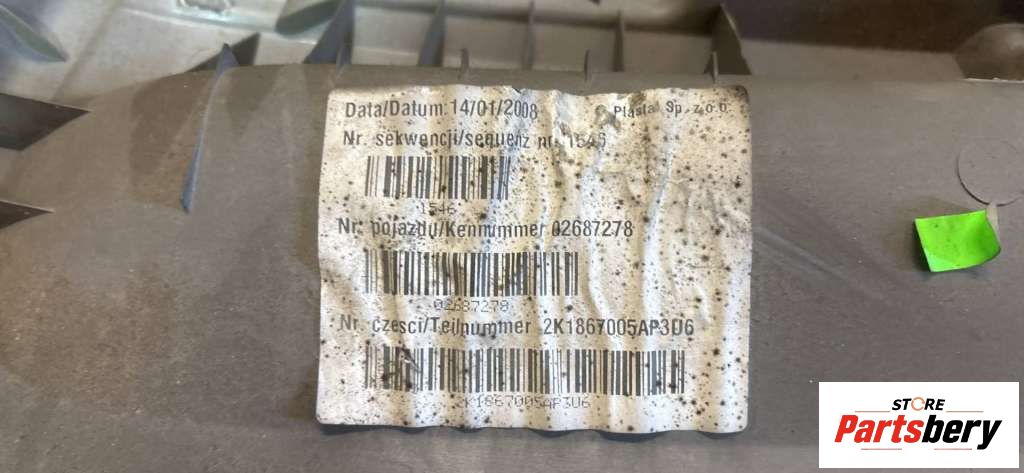 Data/Datum: 14/01/2008
Sp. z o.o.
Nr. sekwencji/sequenz nr. 1546
1546
Nr. pojazdu/Kennummer 02687278
02687278
Nr. czesci/Teilnummer 2K1867005AP3U6
K1867005AP3U6
STORE
Partsbery